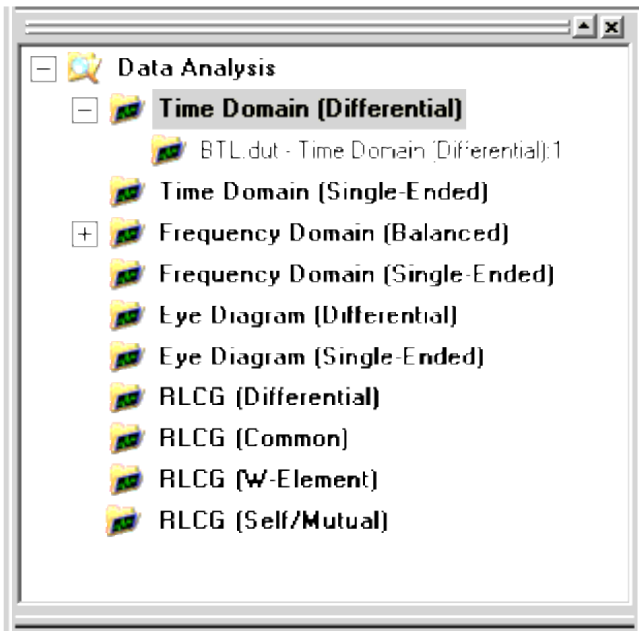 Data Analysis
Time Domain (Differential)
BTL.dut - Time Domain (Differential):1
Time Domain (Single-Ended)
Frequency Domain (Balanced)
Frequency Domain (Single-Ended)
Eye Diagram (Differential)
Eye Diagram (Single-Ended)
RLCG (Differential)
RLCG (Common)
RLCG (W-Element)
RLCG (Self/Mutual)